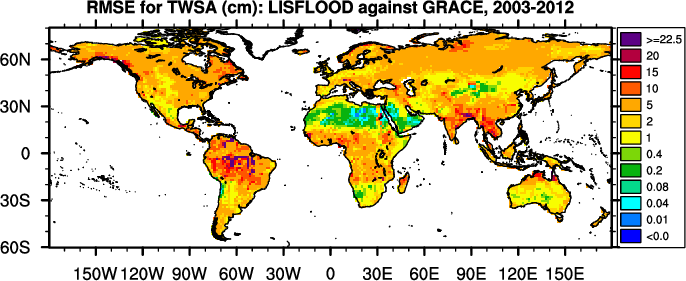 RMSE for TWSA (cm): LISFLOOD against GRACE, 2003-2012
60N
30N
0
30S
60S
150W 120W 90W 60W 30W 0 30E 60E 90E 120E 150E
>=22.5
20
15
10
5
2
1
0.4
0.2
0.08
0.04
0.01
<0.0